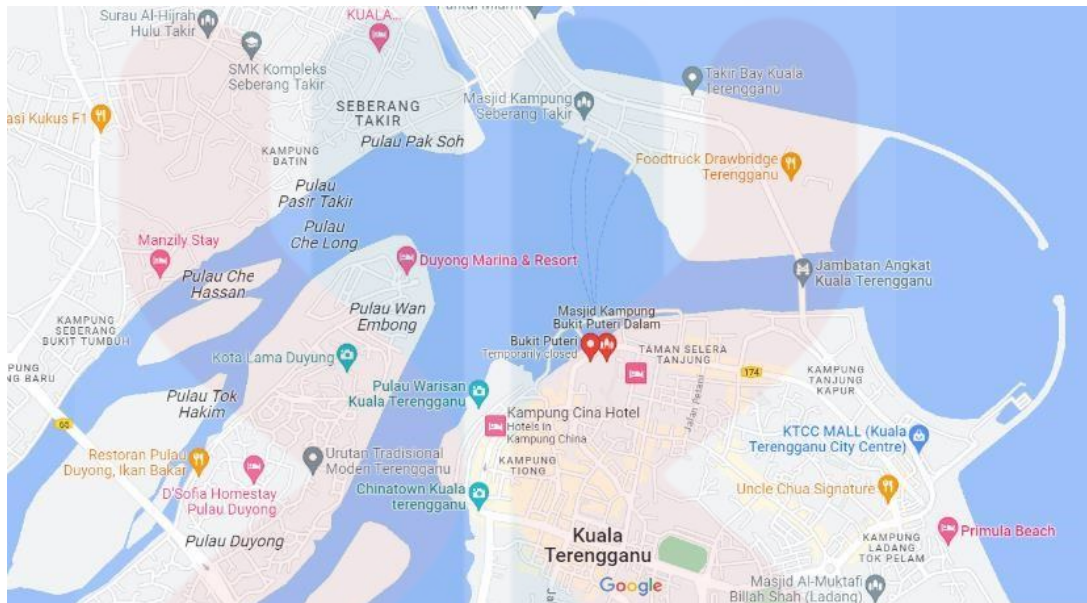 Surau Al-Hijrah
Hulu Takir
KUALA...
SMK Kompleks
Seberang Takir
Takir Bay Kuala
Terengganu
SEBERANG
TAKIR
Masjid Kampung
Seberang Takir
asi Kukus F1
Pulau Pak Soh
KAMPUNG
BATIN
Foodtruck Drawbridge
Terengganu
Pulau
Pasir Takir
Pulau
Che Long
Manzily Stay
Duyong Marina & Resort
Pulau Che
Hassan
Jambatan Angkat
Kuala Terengganu
Pulau Wan
Embong
Masjid Kampung
Bukit Puteri Dalam
KAMPUNG
SEBERANG
BUKIT TUMBUH
Bukit Puteri
Temporarily closed
TAMAN SELERA
TANJUNG
Kota Lama Duyung
PUNG
NG BARU
174
KAMPUNG
TANJUNG
KAPUR
Pulau Tok
Hakim
Pulau Warisan
Kuala Terengganu
Jalan Petani
65
Kampung Cina Hotel
Hotels in
Kampung China
KTCC MALL (Kuala
Terengganu City Centre)
Restoran Pulau
Duyong, Ikan Bakar
Urutan Tradisional
Moden Terengganu
KAMPUNG
TIONG
D'Sofia Homestay
Pulau Duyong
Chinatown Kuala
terengganu
Uncle Chua Signature
Primula Beach
Pulau Duyong
Kuala
Terengganu
KAMPUNG
LADANG
TOK PELAM
Google
Masjid Al-Muktafi
Billah Shah (Ladang)